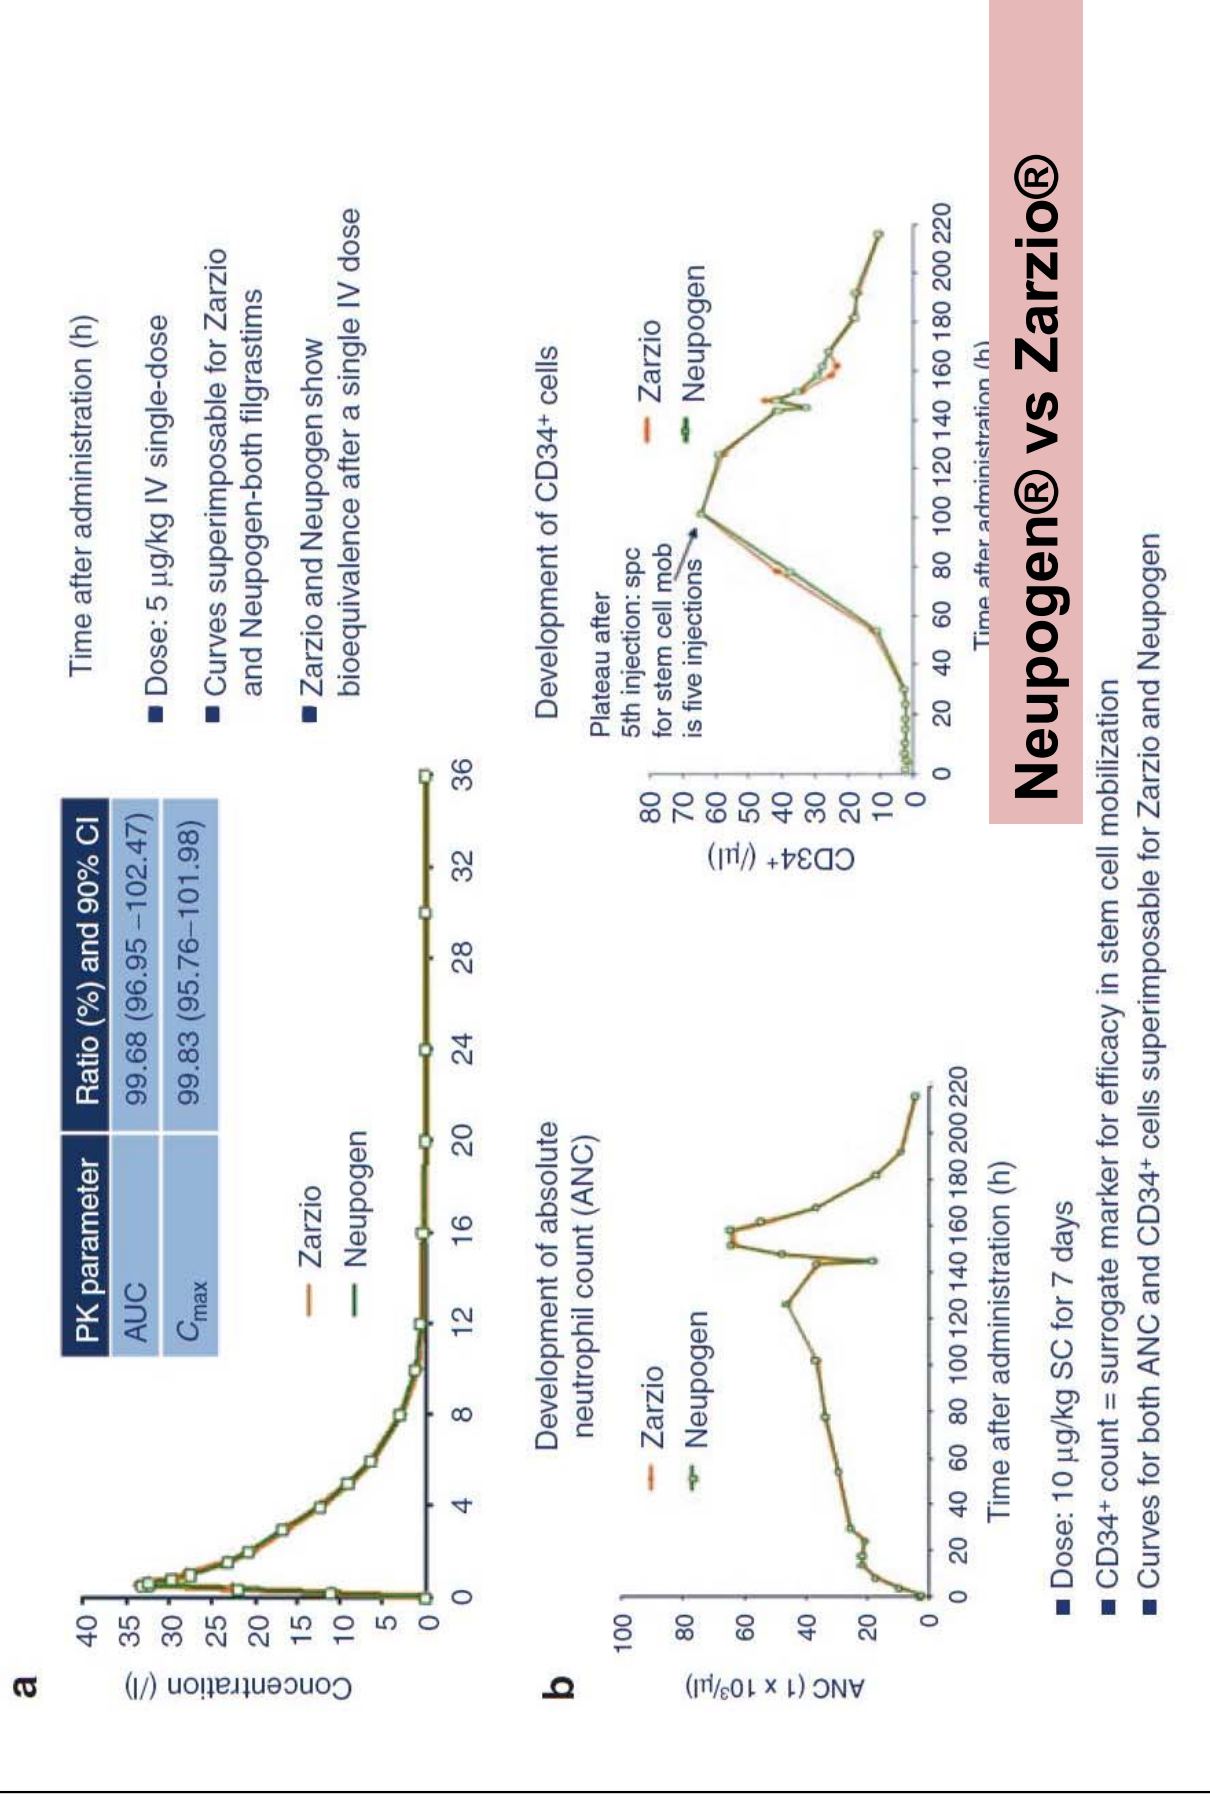 a
Concentration (/l)
40
35
30
25
20
15
10
5
0
0 4 8 12 16 20 24 28 32 36
PK parameter Ratio (%) and 90% CI
AUC 99.68 (96.95 –102.47)
Cmax 99.83 (95.76–101.98)
Zarzio
Neupogen
Time after administration (h)
■ Dose: 5 µg/kg IV single-dose
■ Curves superimposable for Zarzio
and Neupogen-both filgrastims
■ Zarzio and Neupogen show
bioequivalence after a single IV dose
b
Development of absolute
neutrophil count (ANC)
ANC (1 x 10³/µl)
100
80
60
40
20
0
Zarzio
Neupogen
0 20 40 60 80 100 120 140 160 180 200 220
Time after administration (h)
Development of CD34+ cells
CD34+ (/µl)
80
70
60
50
40
30
20
10
0
Plateau after
5th injection: spc
for stem cell mob
is five injections
Zarzio
Neupogen
0 20 40 60 80 100 120 140 160 180 200 220
Time after administration (h)
■ Dose: 10 µg/kg SC for 7 days
■ CD34+ count = surrogate marker for efficacy in stem cell mobilization
■ Curves for both ANC and CD34+ cells superimposable for Zarzio and Neupogen
Neupogen® vs Zarzio®